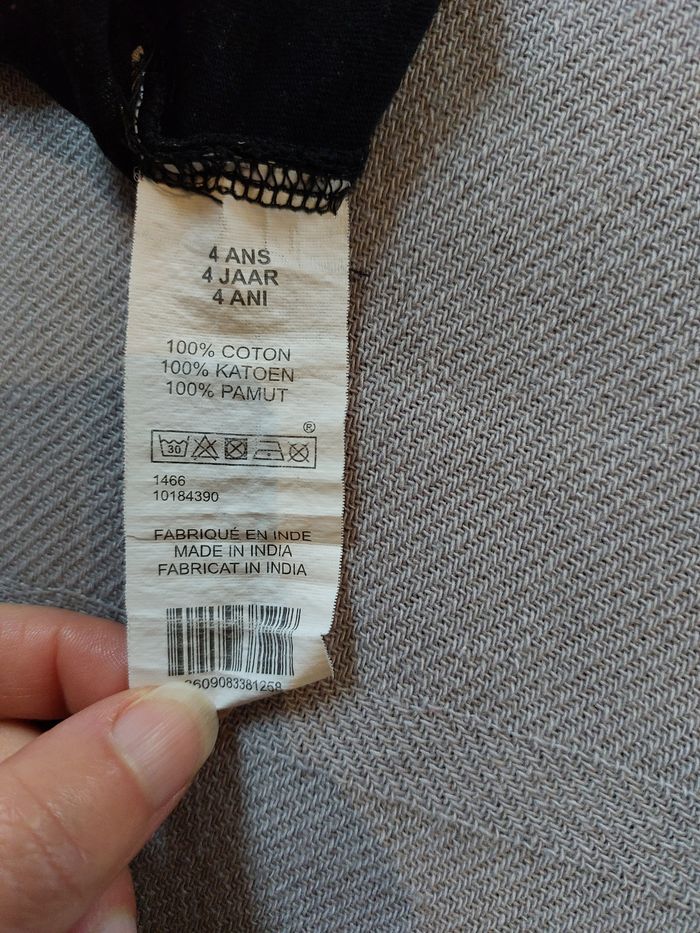 4 ANS
4 JAAR
4 ANI
100% COTON
100% KATOEN
100% PAMUT
®
30
1466
10184390
FABRIQUÉ EN INDE
MADE IN INDIA
FABRICAT IN INDIA
3609083381258